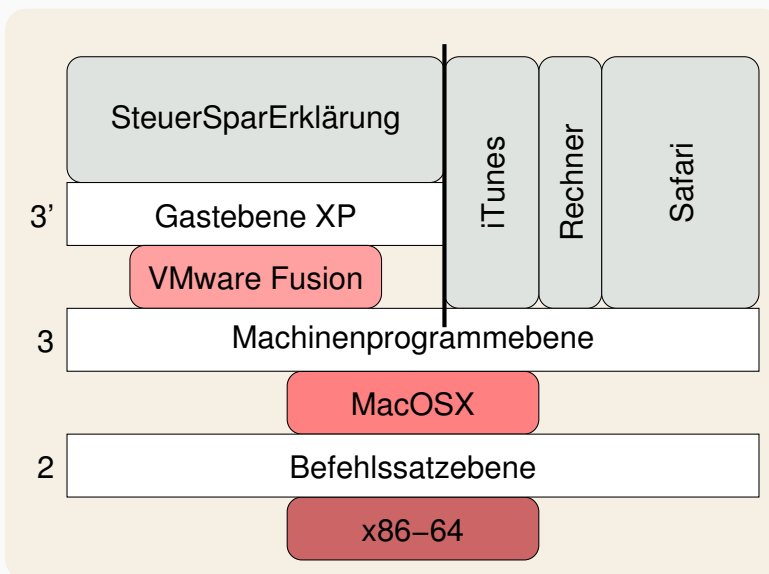 SteuerSparErklärung
iTunes
Rechner
Safari
3’
Gastebene XP
VMware Fusion
3
Machinenprogrammebene
MacOSX
2
Befehlssatzebene
x86−64